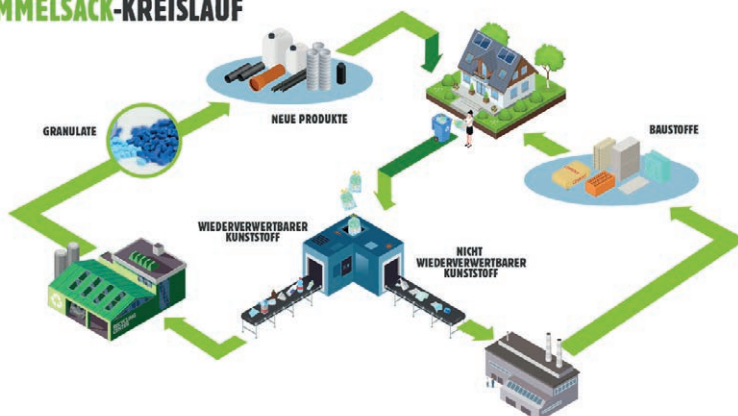 MMELSACK-KREISLAUF
NEUE PRODUKTE
GRANULATE
BAUSTOFFE
WIEDERVERWERTBARER
KUNSTSTOFF
NICHT
WIEDERVERWERTBARER
KUNSTSTOFF